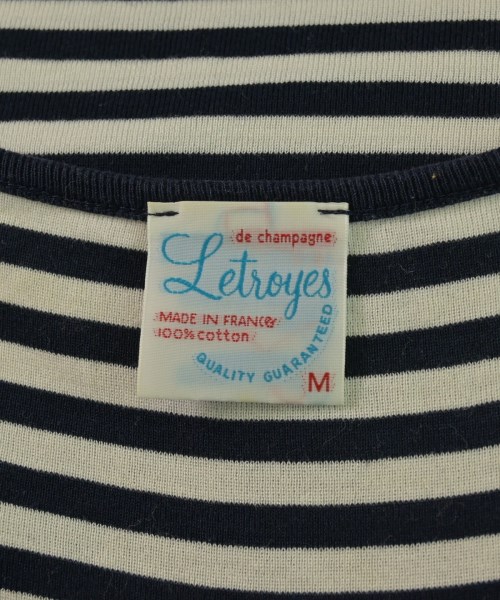 de champagne
Letroyes
MADE IN FRANCE
100% cotton
QUALITY GUARANTEED
M